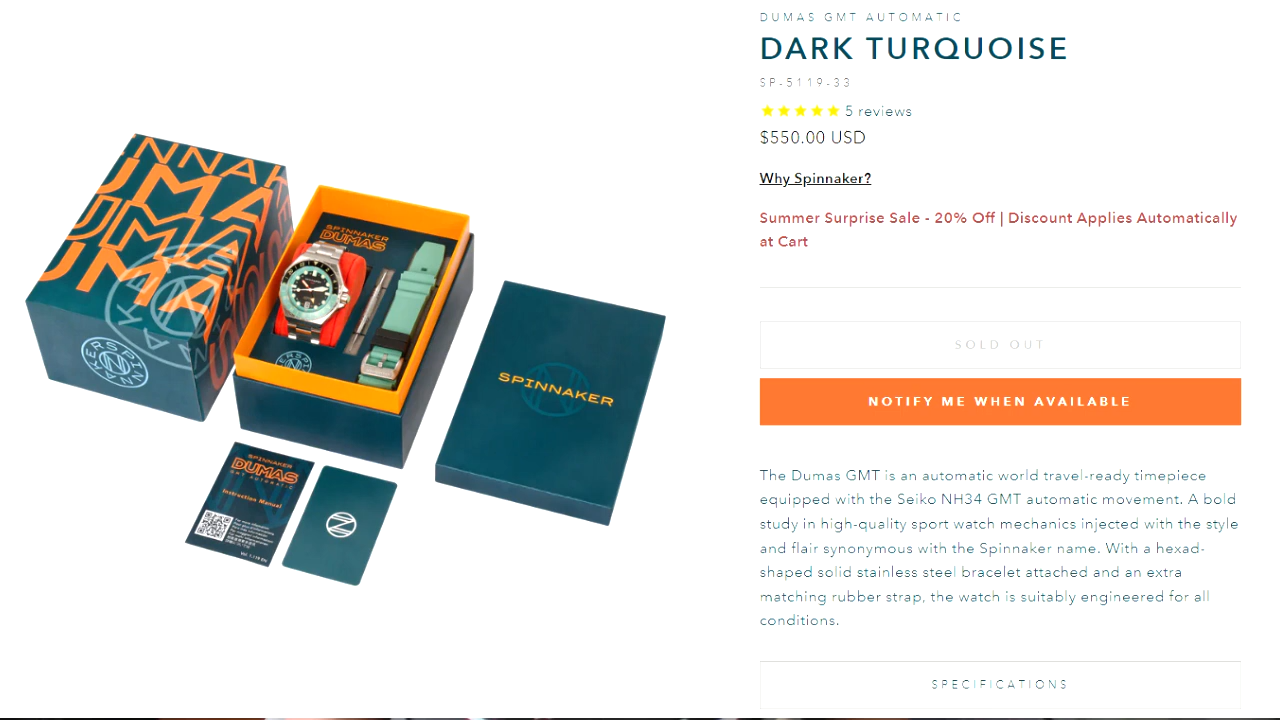 DUMAS GMT AUTOMATIC
DARK TURQUOISE
SP-5119-33
5 reviews
$550.00 USD
Why Spinnaker?
Summer Surprise Sale - 20% Off | Discount Applies Automatically
at Cart
SOLD OUT
NOTIFY ME WHEN AVAILABLE
The Dumas GMT is an automatic world travel-ready timepiece
equipped with the Seiko NH34 GMT automatic movement. A bold
study in high-quality sport watch mechanics injected with the style
and flair synonymous with the Spinnaker name. With a hexad-
shaped solid stainless steel bracelet attached and an extra
matching rubber strap, the watch is suitably engineered for all
conditions.
SPECIFICATIONS
SPINNAKER
DUMAS
SPINNAKER
SPINNAKER
SPINNAKER
DUMAS
GMT AUTOMATIC
Instruction Manual